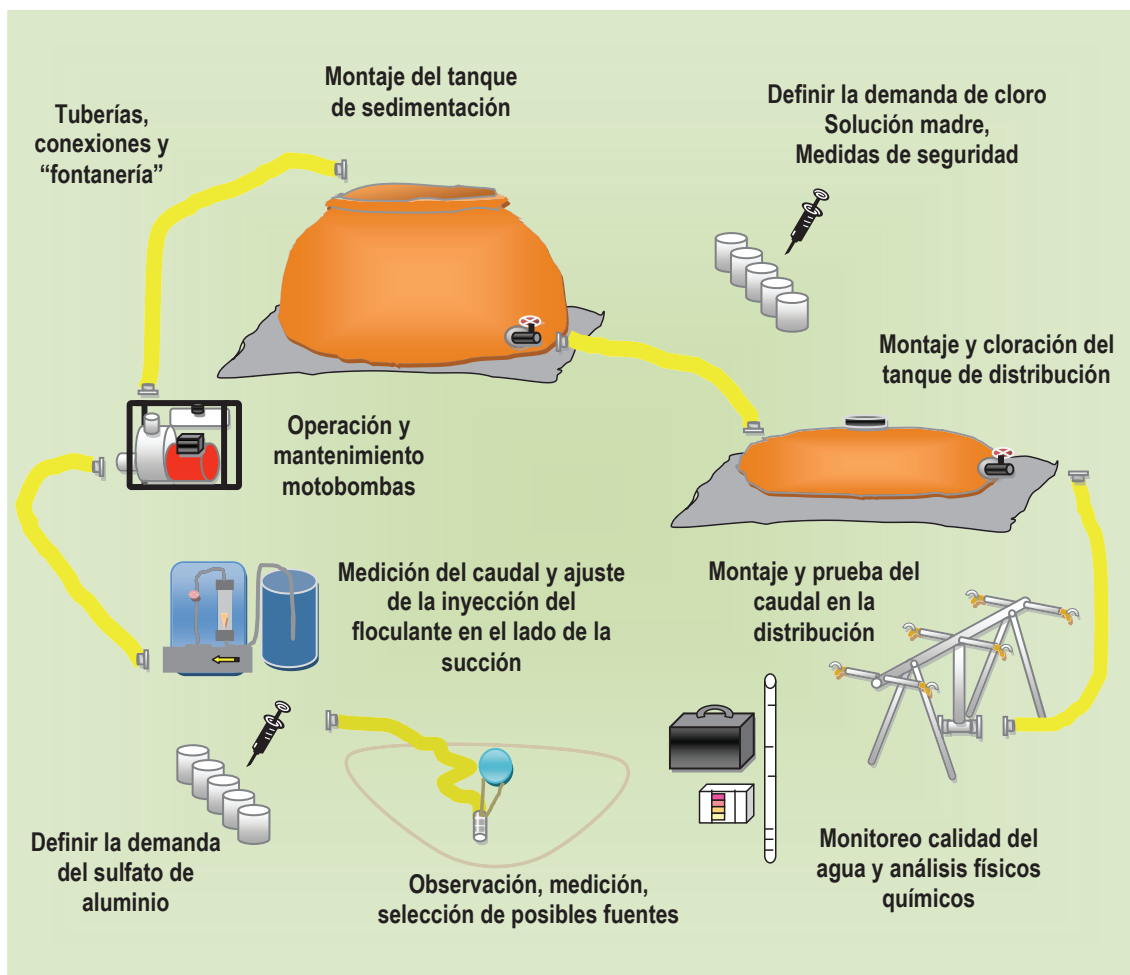 Montaje del tanque
de sedimentación
Tuberías,
conexiones y
“fontanería”
Definir la demanda de cloro
Solución madre,
Medidas de seguridad
Montaje y cloración del
tanque de distribución
Operación y
mantenimiento
motobombas
Medición del caudal y ajuste
de la inyección del
floculante en el lado de la
succión
Montaje y prueba del
caudal en la
distribución
Definir la demanda
del sulfato de
aluminio
Observación, medición,
selección de posibles fuentes
Monitoreo calidad del
agua y análisis físicos
químicos